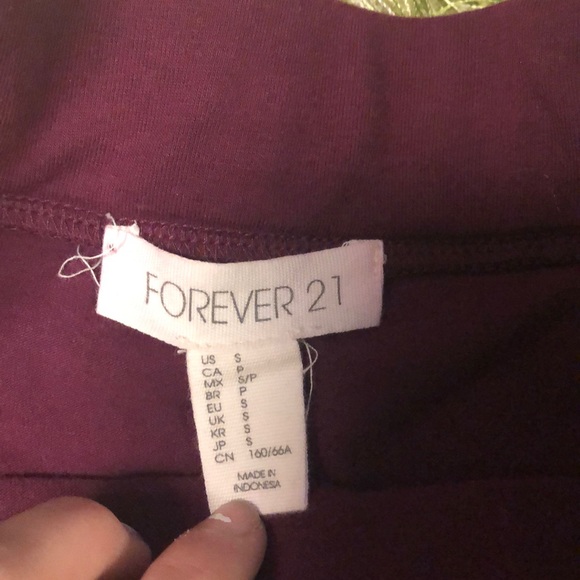 FOREVER 21
US S
CA P
MX S/P
BR P
EU S
UK S
KR S
JP S
CN 160/66A
MADE IN
INDONESIA